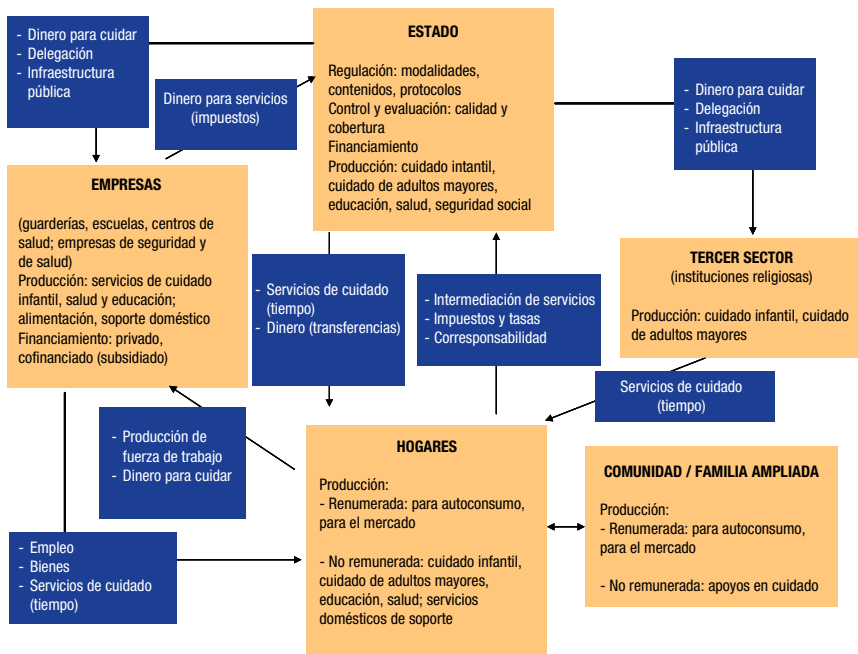 - Dinero para cuidar
- Delegación
- Infraestructura
pública
Dinero para servicios
(impuestos)
ESTADO
Regulación: modalidades,
contenidos, protocolos
Control y evaluación: calidad y
cobertura
Financiamiento
Producción: cuidado infantil,
cuidado de adultos mayores,
educación, salud, seguridad social
- Dinero para cuidar
- Delegación
- Infraestructura
pública
EMPRESAS
(guarderías, escuelas, centros de
salud; empresas de seguridad y
de salud)
Producción: servicios de cuidado
infantil, salud y educación;
alimentación, soporte doméstico
Financiamiento: privado,
cofinanciado (subsidiado)
- Servicios de cuidado
(tiempo)
- Dinero (transferencias)
- Intermediación de servicios
- Impuestos y tasas
- Corresponsabilidad
TERCER SECTOR
(instituciones religiosas)
Producción: cuidado infantil, cuidado
de adultos mayores
Servicios de cuidado
(tiempo)
- Producción de
fuerza de trabajo
- Dinero para cuidar
HOGARES
Producción:
- Renumerada: para autoconsumo,
para el mercado
- No remunerada: cuidado infantil,
cuidado de adultos mayores,
educación, salud; servicios
domésticos de soporte
COMUNIDAD / FAMILIA AMPLIADA
Producción:
- Renumerada: para autoconsumo,
para el mercado
- No remunerada: apoyos en cuidado
- Empleo
- Bienes
- Servicios de cuidado
(tiempo)